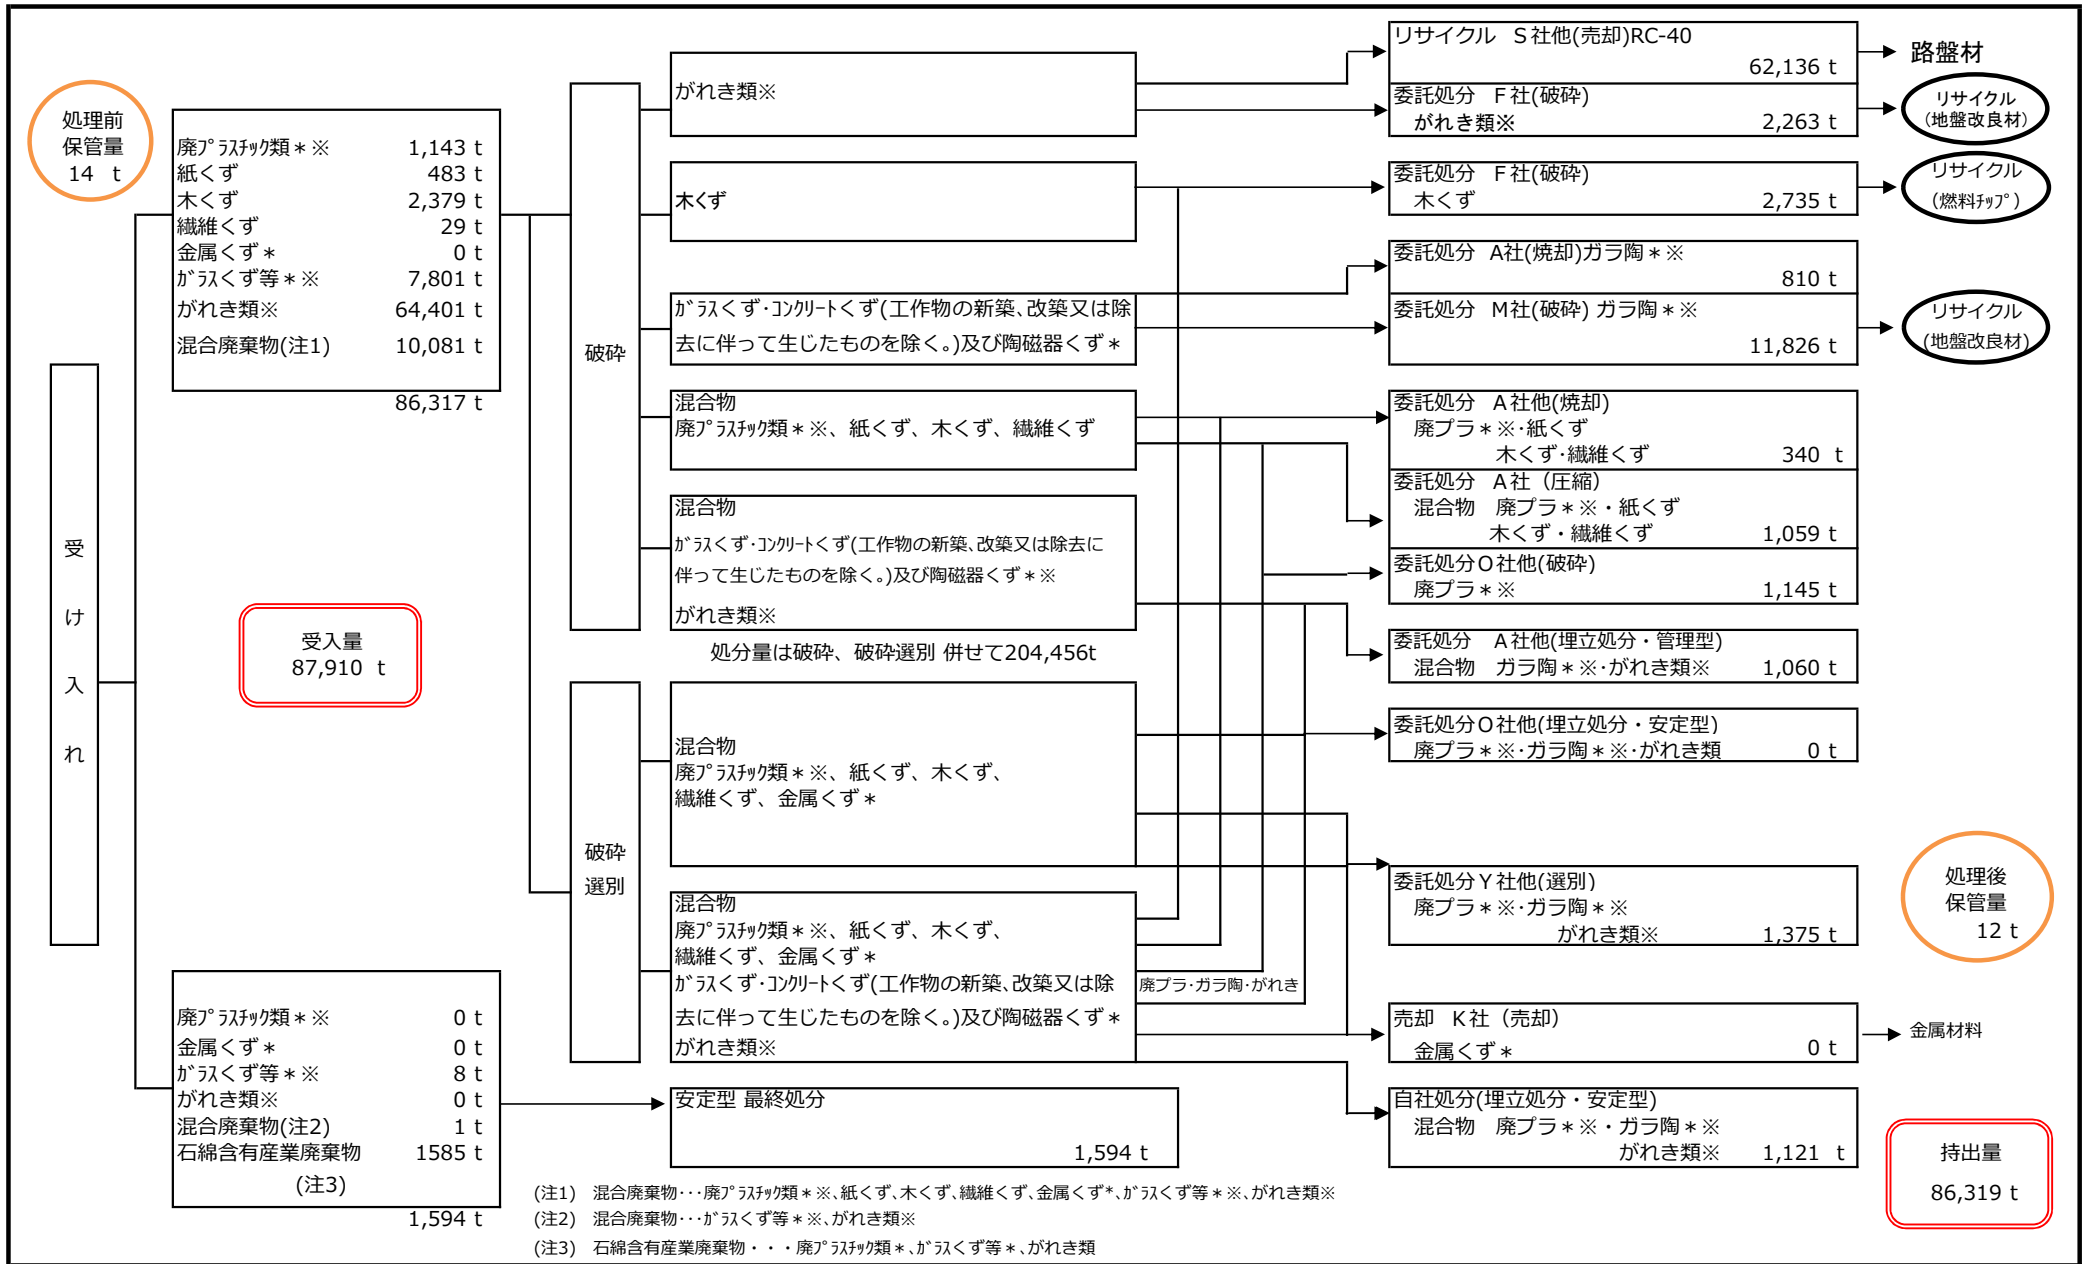 処理前
保管量
14 t
廃プラスチック類＊※ 1,143 t
紙くず 483 t
木くず 2,379 t
繊維くず 29 t
金属くず＊ 0 t
ガラスくず等＊※ 7,801 t
がれき類※ 64,401 t
混合廃棄物(注1) 10,081 t
86,317 t
受け入れ
受入量
87,910 t
廃プラスチック類＊※ 0 t
金属くず＊ 0 t
ガラスくず等＊※ 8 t
がれき類※ 0 t
混合廃棄物(注2) 1 t
石綿含有産業廃棄物 1585 t
(注3)
1,594 t
破砕
がれき類※
木くず
ガラスくず･コンクリートくず(工作物の新築、改築又は除
去に伴って生じたものを除く｡)及び陶磁器くず＊
混合物
廃プラスチック類＊※、紙くず、木くず、繊維くず
混合物
ガラスくず･コンクリートくず(工作物の新築、改築又は除去に
伴って生じたものを除く｡)及び陶磁器くず＊※
がれき類※
処分量は破砕、破砕選別 併せて204,456t
破砕
選別
混合物
廃プラスチック類＊※、紙くず、木くず、
繊維くず、金属くず＊
混合物
廃プラスチック類＊※、紙くず、木くず、
繊維くず、金属くず＊
ガラスくず･コンクリートくず(工作物の新築、改築又は除
去に伴って生じたものを除く｡)及び陶磁器くず＊
がれき類※
廃プラ･ガラ陶･がれき
安定型 最終処分
1,594 t
リサイクル Ｓ社他(売却)RC-40
62,136 t
路盤材
委託処分 Ｆ社(破砕)
がれき類※ 2,263 t
リサイクル
(地盤改良材)
委託処分 Ｆ社(破砕)
木くず 2,735 t
リサイクル
(燃料チップ)
委託処分 A社(焼却)ガラ陶＊※
810 t
委託処分 Ｍ社(破砕) ガラ陶＊※
11,826 t
リサイクル
(地盤改良材)
委託処分 Ａ社他(焼却)
廃プラ＊※･紙くず
木くず･繊維くず 340 t
委託処分 Ａ社（圧縮）
混合物 廃プラ＊※・紙くず
木くず・繊維くず 1,059 t
委託処分Ｏ社他(破砕)
廃プラ＊※ 1,145 t
委託処分 Ａ社他(埋立処分・管理型)
混合物 ガラ陶＊※･がれき類※ 1,060 t
委託処分Ｏ社他(埋立処分・安定型)
廃プラ＊※･ガラ陶＊※･がれき類 0 t
委託処分Ｙ社他(選別)
廃プラ＊※･ガラ陶＊※
がれき類※ 1,375 t
処理後
保管量
12 t
売却 Ｋ社（売却）
金属くず＊ 0 t
金属材料
自社処分(埋立処分・安定型)
混合物 廃プラ＊※・ガラ陶＊※
がれき類※ 1,121 t
持出量
86,319 t
(注1) 混合廃棄物･･･廃プラスチック類＊※､紙くず､木くず､繊維くず､金属くず*､ガラスくず等＊※､がれき類※
(注2) 混合廃棄物･･･ガラスくず等＊※､がれき類※
(注3) 石綿含有産業廃棄物・・・廃プラスチック類＊､ガラスくず等＊､がれき類